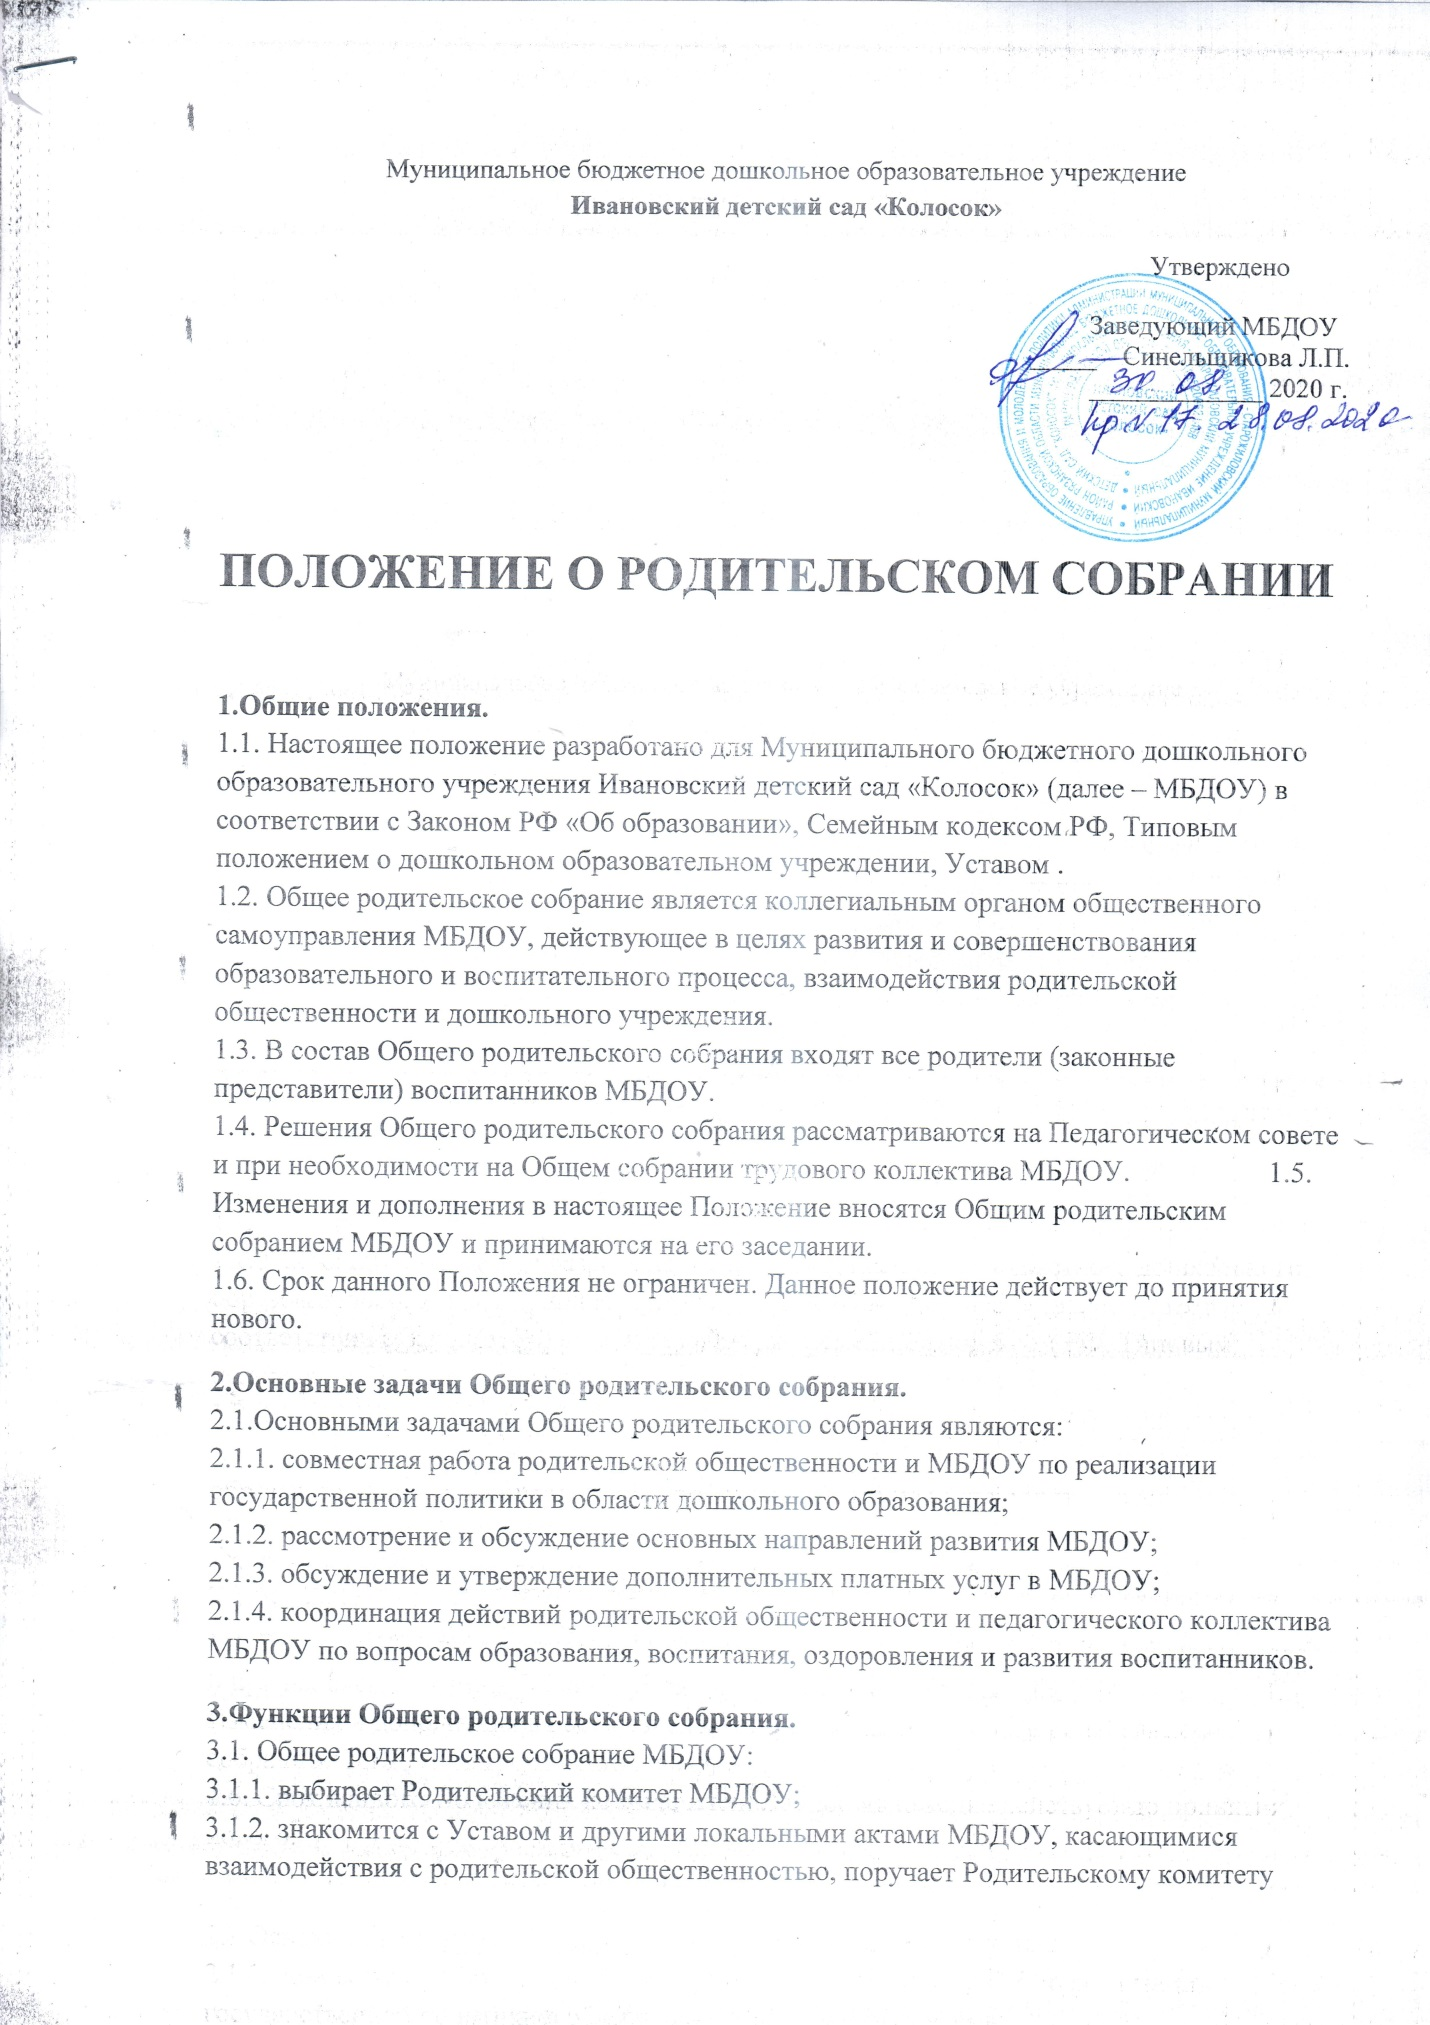 Муниципальное бюджетное дошкольное образовательное учреждение
Ивановский детский сад «Колосок»
Утверждено
Заведующий МБДОУ
Синельщикова Л.П.
30 08. 2020 г.
пр № 17. 28.08.2020
ПОЛОЖЕНИЕ О РОДИТЕЛЬСКОМ СОБРАНИИ
1.Общие положения.
1.1. Настоящее положение разработано для Муниципального бюджетного дошкольного
образовательного учреждения Ивановский детский сад «Колосок» (далее – МБДОУ) в
соответствии с Законом РФ «Об образовании», Семейным кодексом РФ, Типовым
положением о дошкольном образовательном учреждении, Уставом .
1.2. Общее родительское собрание является коллегиальным органом общественного
самоуправления МБДОУ, действующее в целях развития и совершенствования
образовательного и воспитательного процесса, взаимодействия родительской
общественности и дошкольного учреждения.
1.3. В состав Общего родительского собрания входят все родители (законные
представители) воспитанников МБДОУ.
1.4. Решения Общего родительского собрания рассматриваются на Педагогическом совете
и при необходимости на Общем собрании трудового коллектива МБДОУ. 1.5.
Изменения и дополнения в настоящее Положение вносятся Общим родительским
собранием МБДОУ и принимаются на его заседании.
1.6. Срок данного Положения не ограничен. Данное положение действует до принятия
нового.
2.Основные задачи Общего родительского собрания.
2.1.Основными задачами Общего родительского собрания являются:
2.1.1. совместная работа родительской общественности и МБДОУ по реализации
государственной политики в области дошкольного образования;
2.1.2. рассмотрение и обсуждение основных направлений развития МБДОУ;
2.1.3. обсуждение и утверждение дополнительных платных услуг в МБДОУ;
2.1.4. координация действий родительской общественности и педагогического коллектива
МБДОУ по вопросам образования, воспитания, оздоровления и развития воспитанников.
3.Функции Общего родительского собрания.
3.1. Общее родительское собрание МБДОУ:
3.1.1. выбирает Родительский комитет МБДОУ;
3.1.2. знакомится с Уставом и другими локальными актами МБДОУ, касающимися
взаимодействия с родительской общественностью, поручает Родительскому комитету